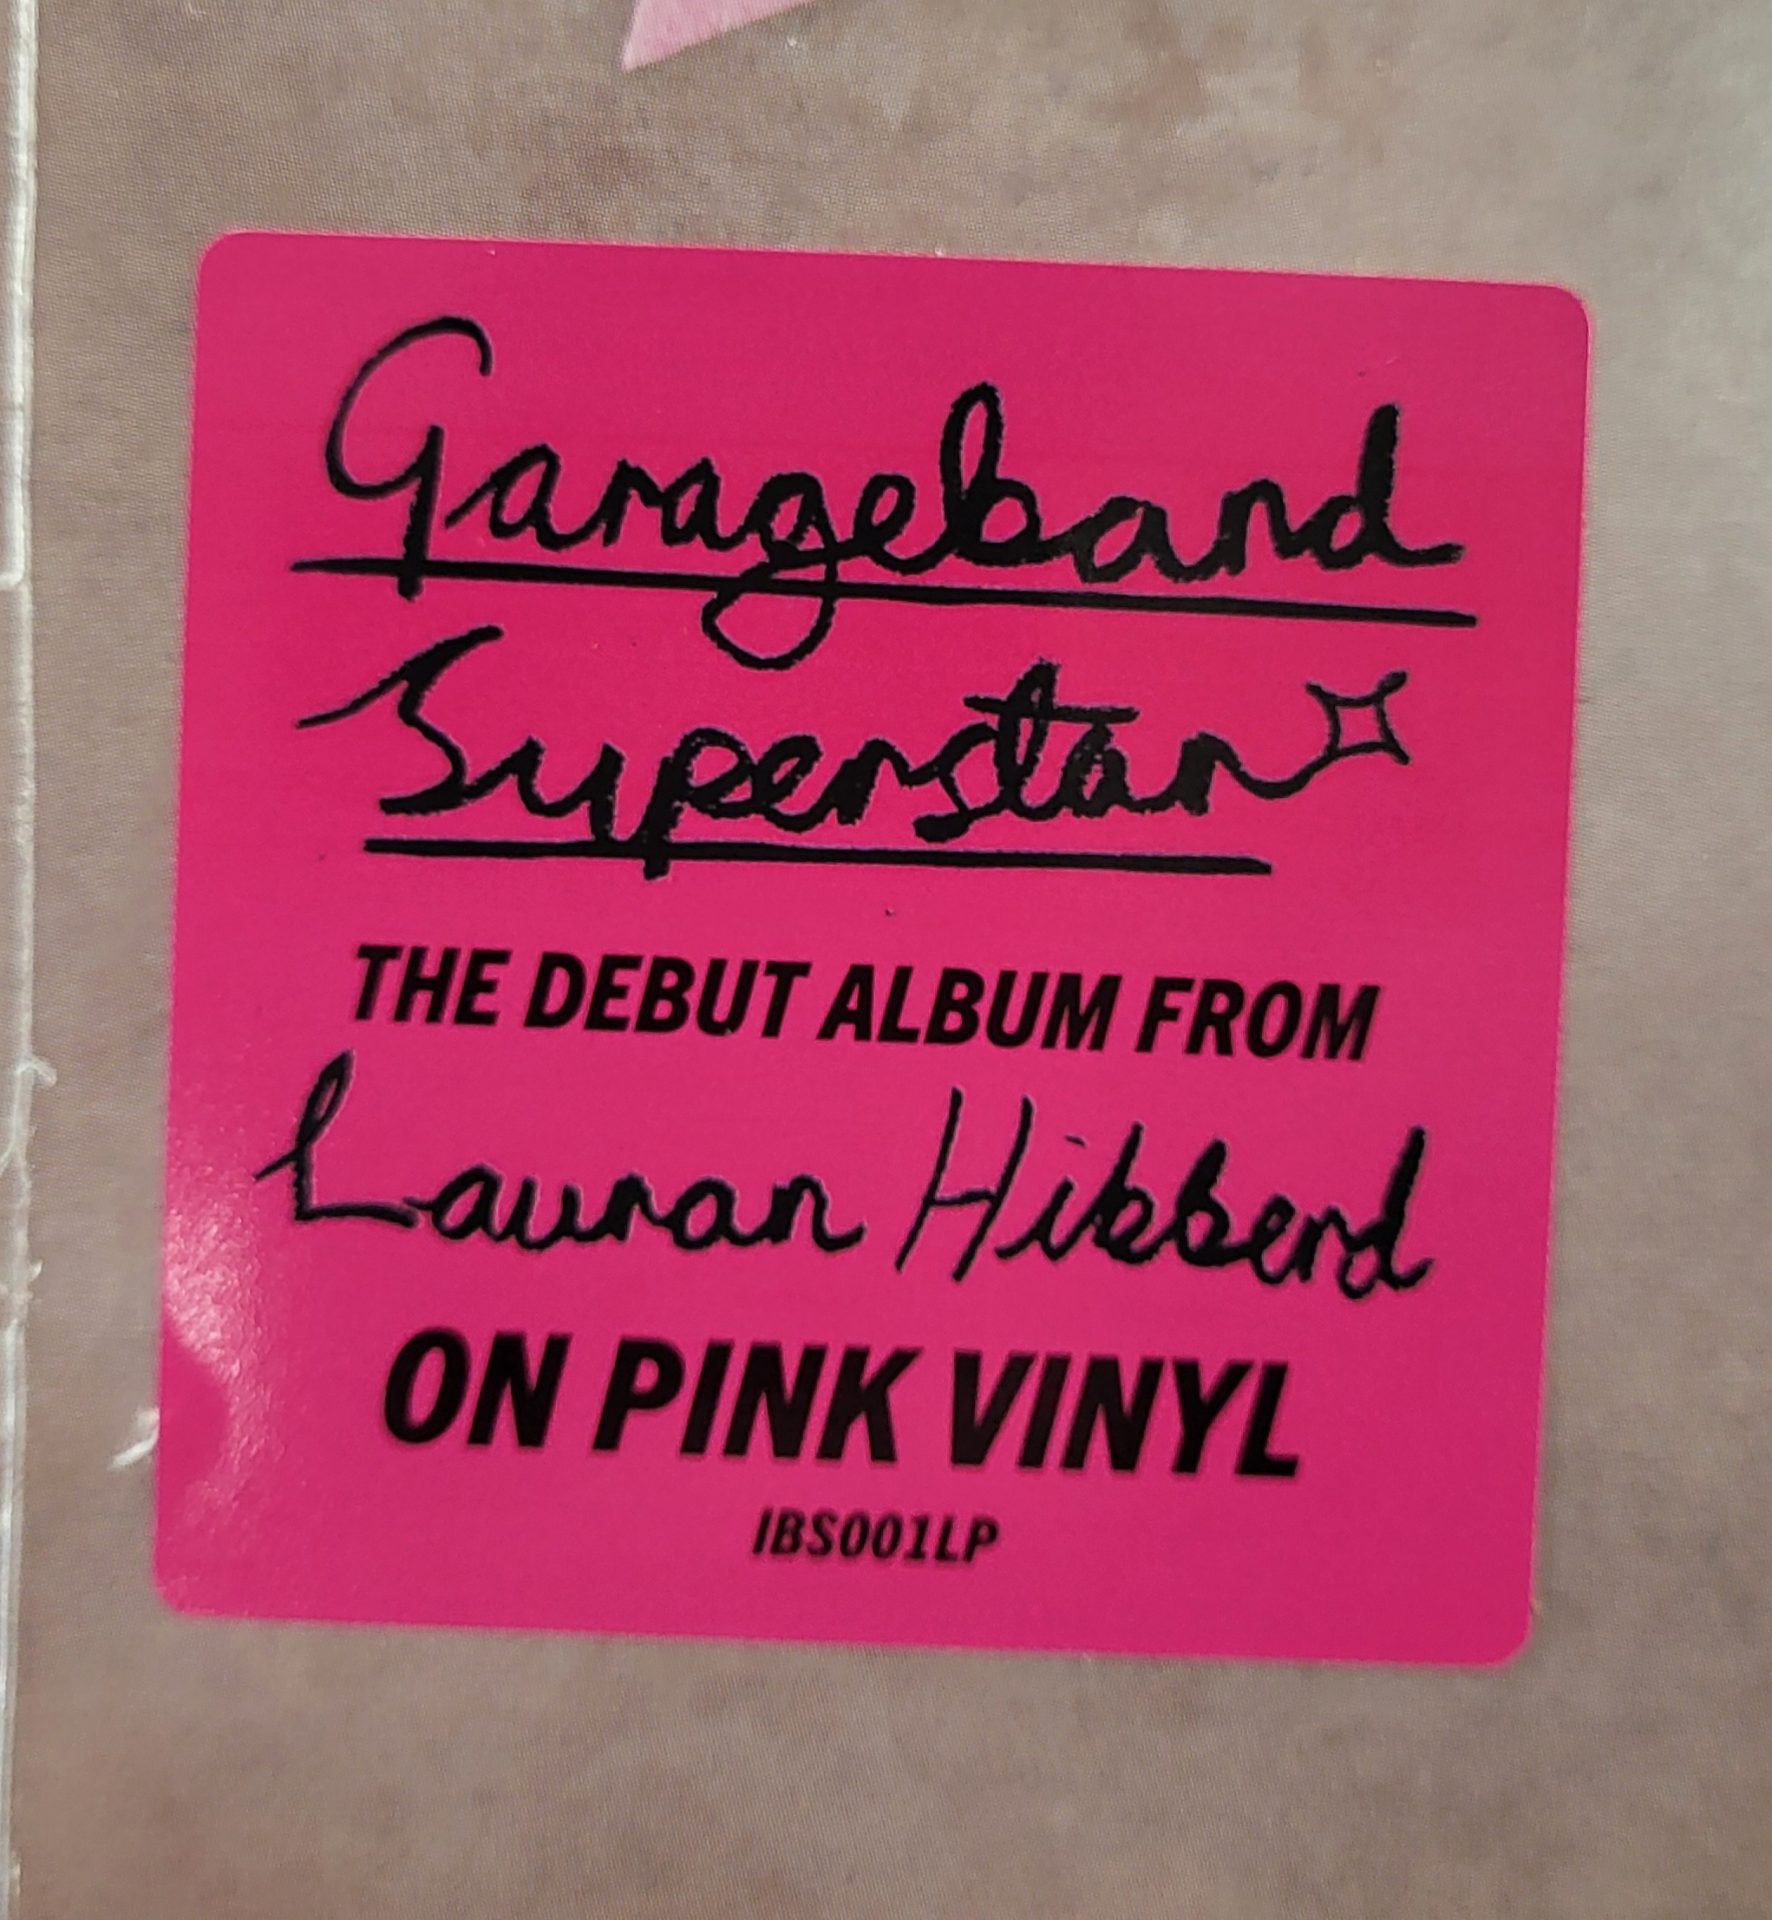 Garageband
Superstar
THE DEBUT ALBUM FROM
Lauran Hibberd
ON PINK VINYL
IBS001LP